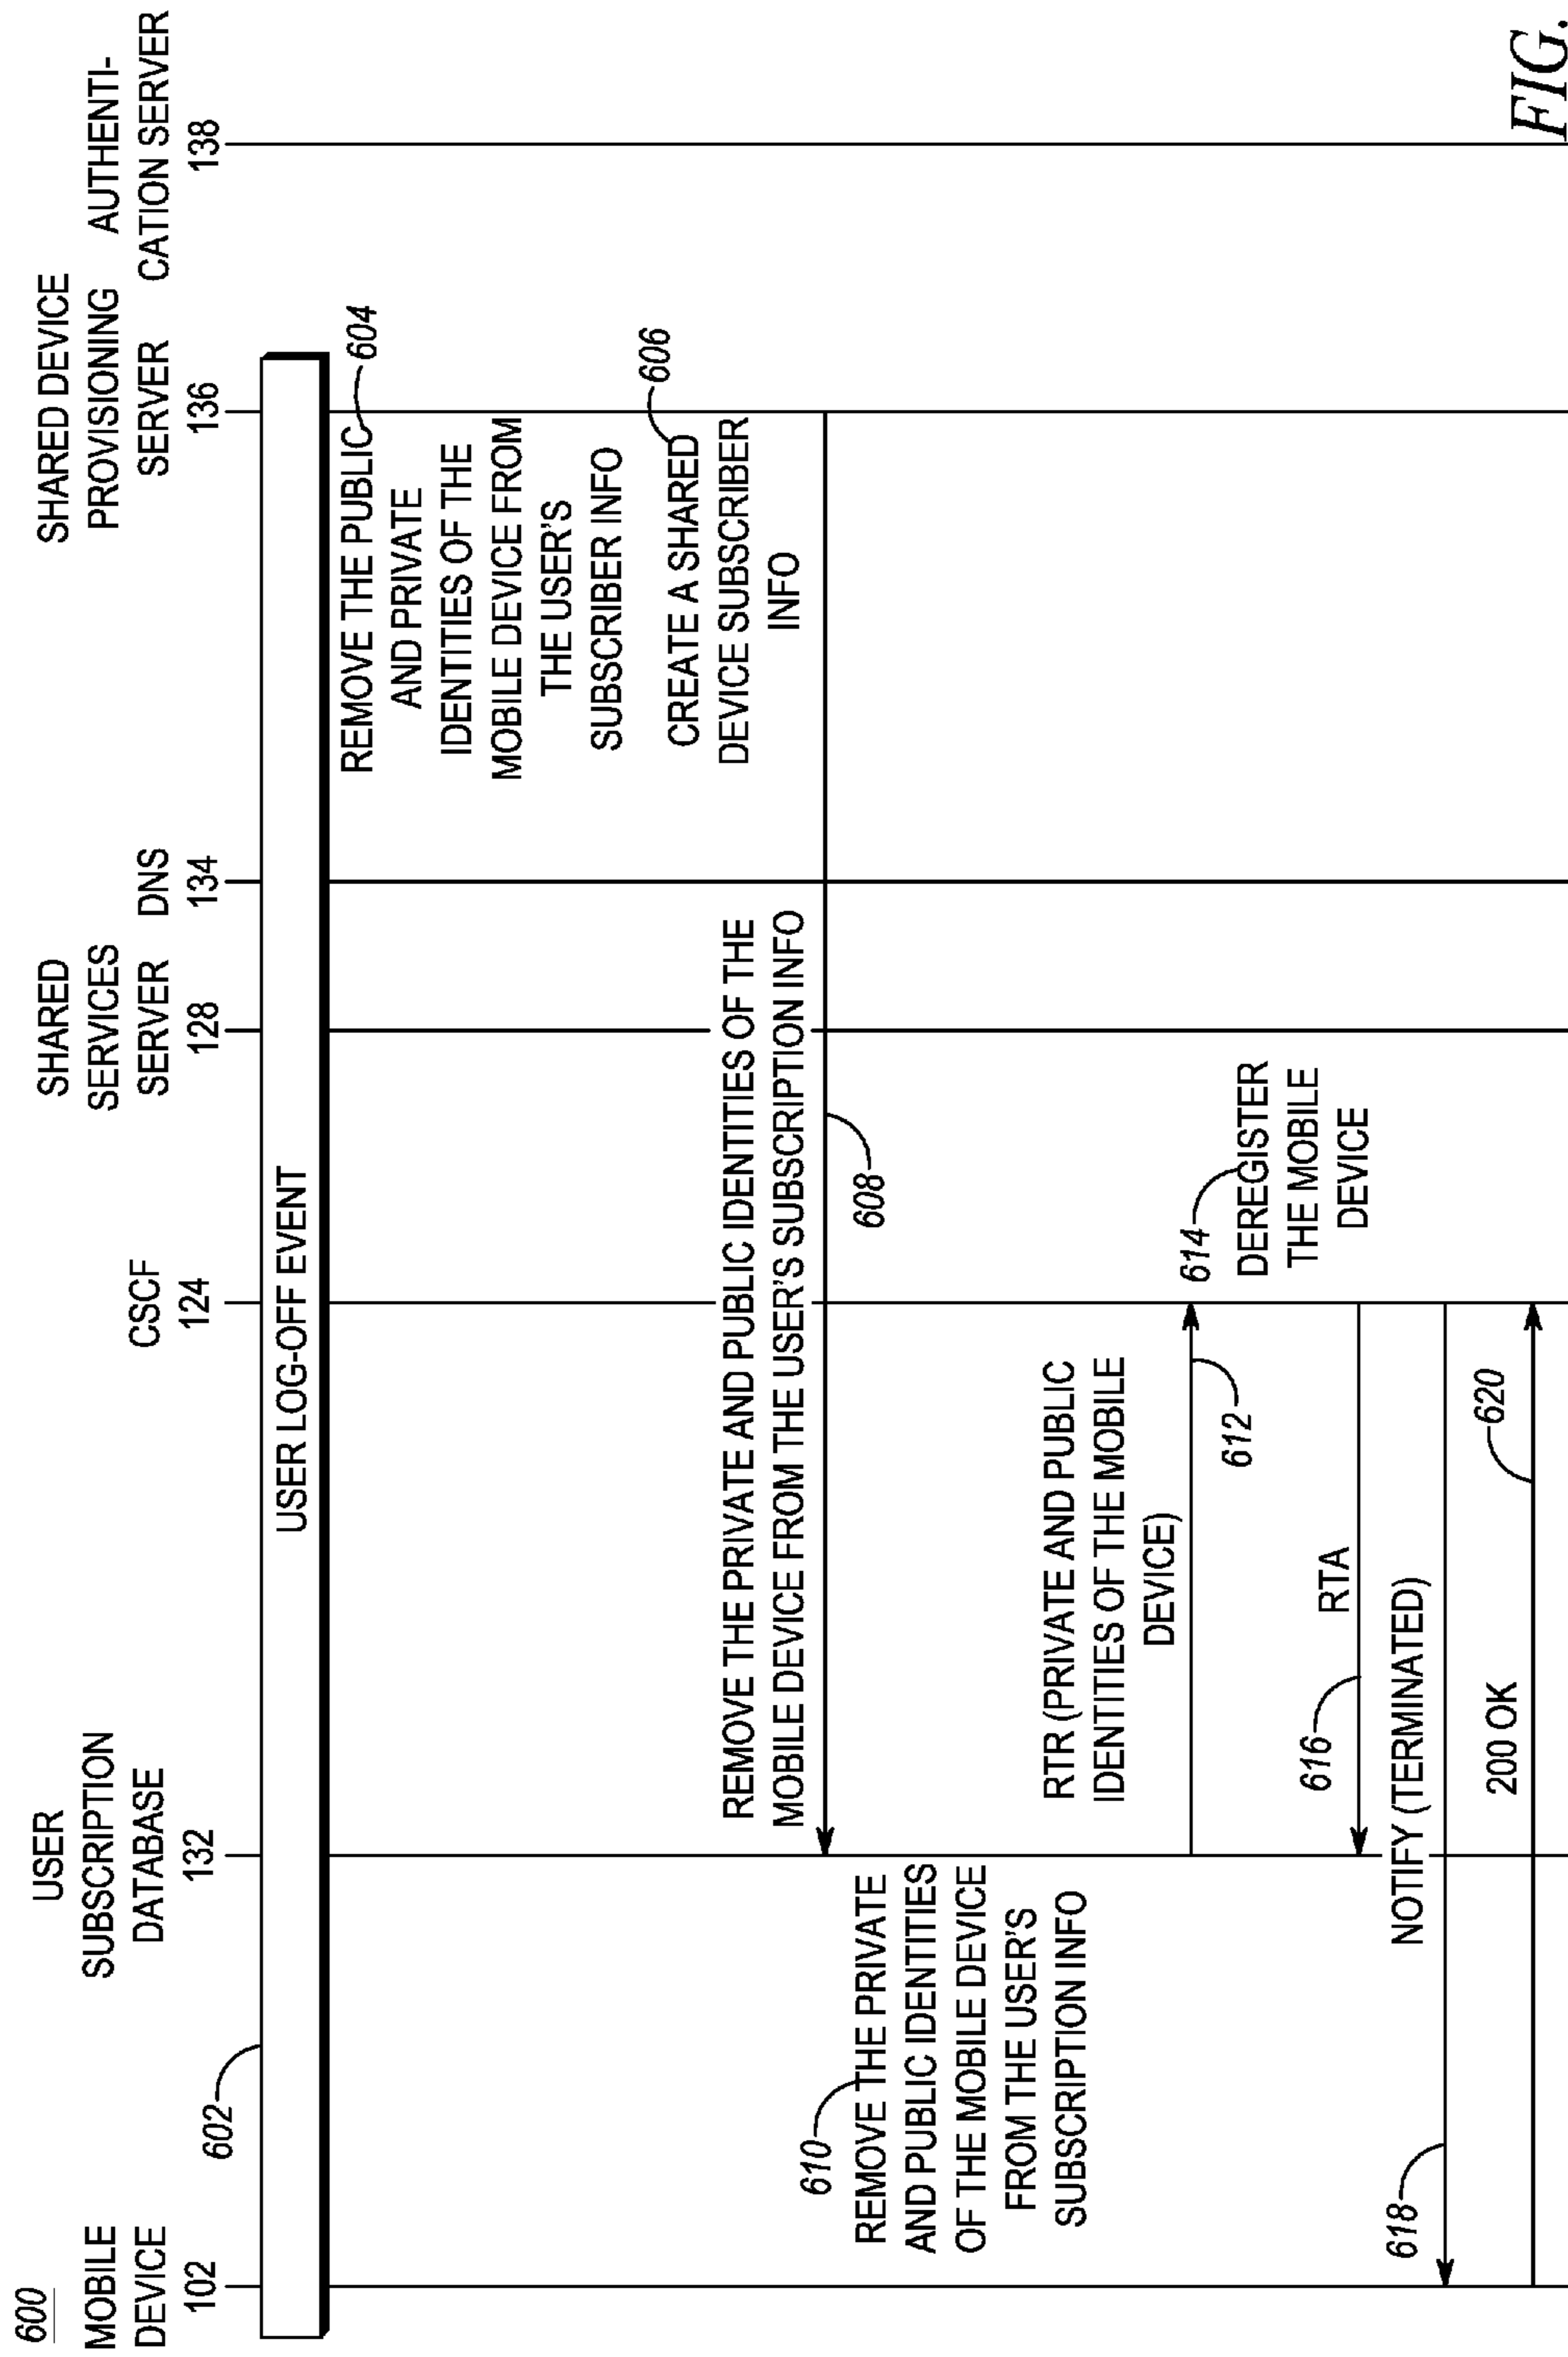 600
MOBILE
DEVICE
102
USER
SUBSCRIPTION
DATABASE
132
CSCF
124
SHARED
SERVICES
SERVER
128
DNS
134
SHARED DEVICE
PROVISIONING
SERVER
136
AUTHENTI-
CATION SERVER
138
602
USER LOG-OFF EVENT
REMOVE THE PUBLIC
AND PRIVATE
IDENTITIES OF THE
MOBILE DEVICE FROM
THE USER'S
SUBSCRIBER INFO
604
CREATE A SHARED
DEVICE SUBSCRIBER
INFO
606
REMOVE THE PRIVATE AND PUBLIC IDENTITIES OF THE
MOBILE DEVICE FROM THE USER'S SUBSCRIPTION INFO
608
610
REMOVE THE PRIVATE
AND PUBLIC IDENTITIES
OF THE MOBILE DEVICE
FROM THE USER'S
SUBSCRIPTION INFO
RTR (PRIVATE AND PUBLIC
IDENTITIES OF THE MOBILE
DEVICE)
612
614
DEREGISTER
THE MOBILE
DEVICE
616
RTA
618
NOTIFY (TERMINATED)
200 OK
620
FIG.